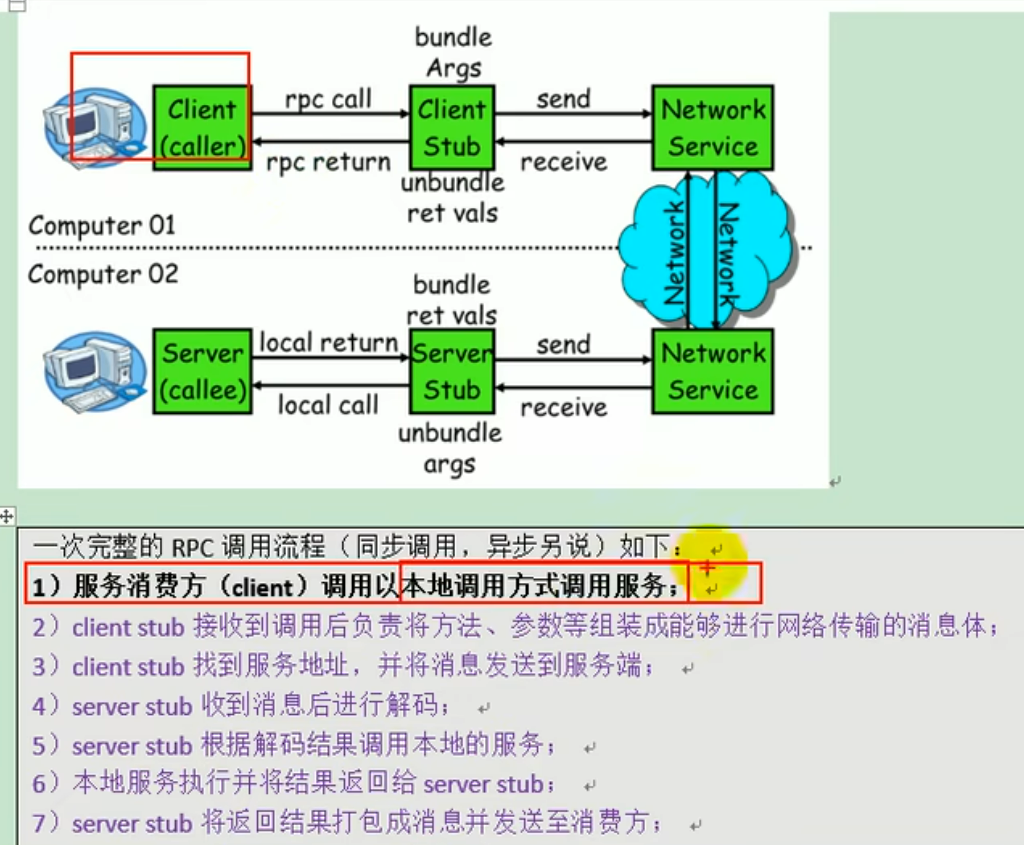 bundle
Args
Client
(caller)
rpc call
rpc return
Client
Stub
send
receive
Network
Service
unbundle
ret vals
Computer 01
Network
Network
Computer 02
bundle
ret vals
Server
(callee)
local return
local call
Server
Stub
send
receive
Network
Service
unbundle
args
一次完整的 RPC 调用流程（同步调用，异步另说）如下：
1）服务消费方（client）调用以本地调用方式调用服务；
2）client stub 接收到调用后负责将方法、参数等组装成能够进行网络传输的消息体；
3）client stub 找到服务地址，并将消息发送到服务端；
4）server stub 收到消息后进行解码；
5）server stub 根据解码结果调用本地的服务；
6）本地服务执行并将结果返回给 server stub；
7）server stub 将返回结果打包成消息并发送至消费方；